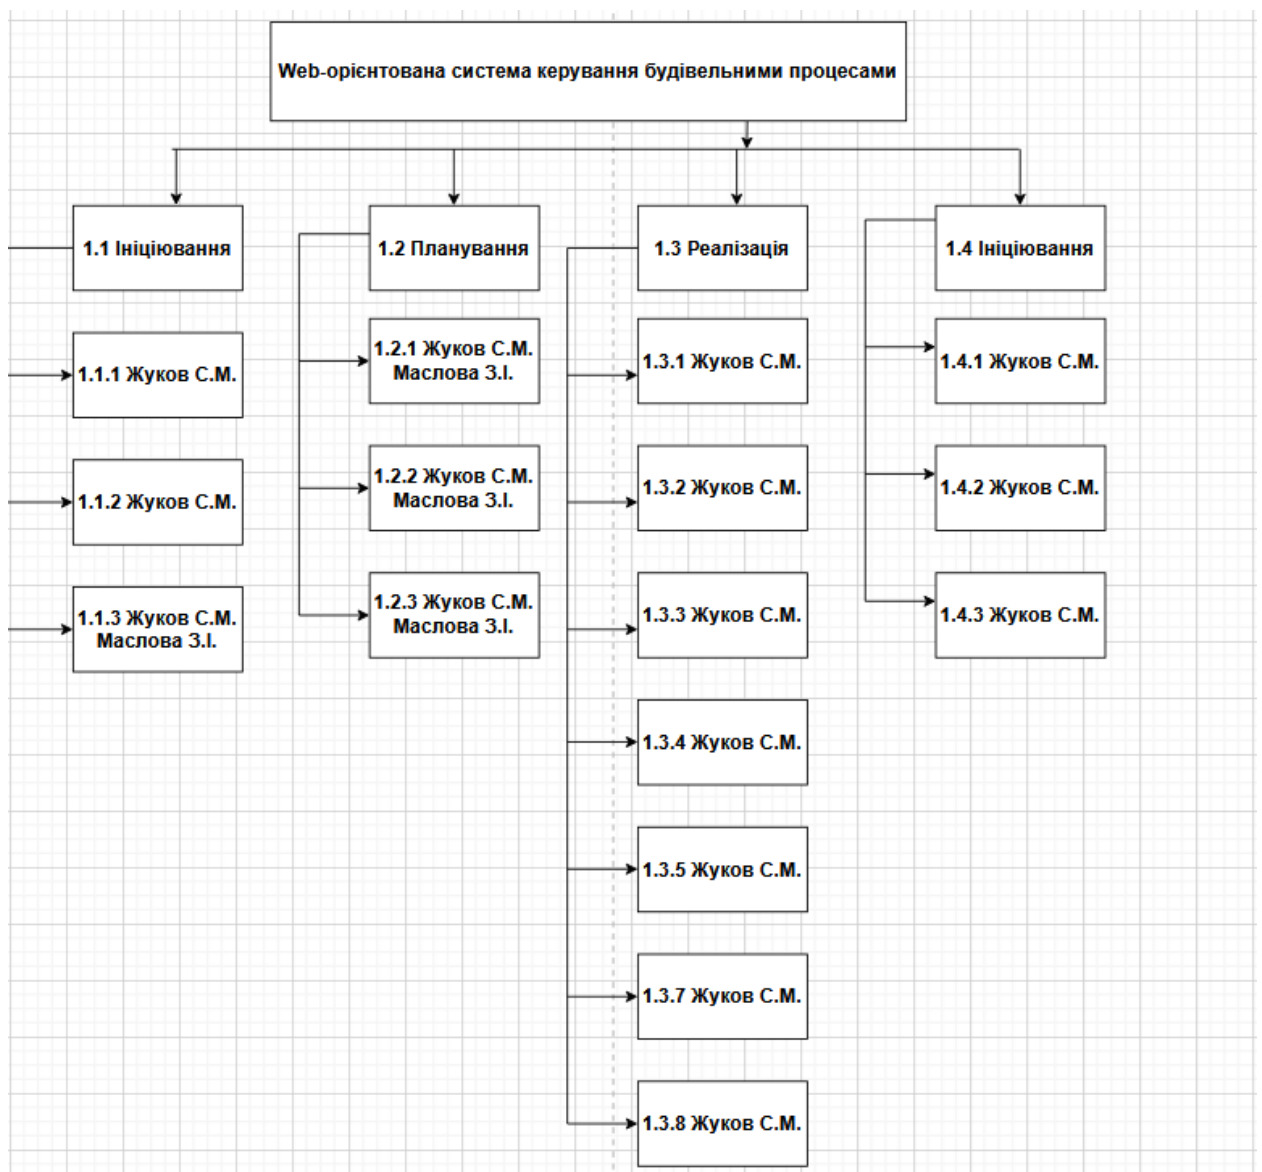 Web-орієнтована система керування будівельними процесами
1.1 Ініціювання
1.1.1 Жуков С.М.
1.1.2 Жуков С.М.
1.1.3 Жуков С.М.
Маслова З.І.
1.2 Планування
1.2.1 Жуков С.М.
Маслова З.І.
1.2.2 Жуков С.М.
Маслова З.І.
1.2.3 Жуков С.М.
Маслова З.І.
1.3 Реалізація
1.3.1 Жуков С.М.
1.3.2 Жуков С.М.
1.3.3 Жуков С.М.
1.3.4 Жуков С.М.
1.3.5 Жуков С.М.
1.3.7 Жуков С.М.
1.3.8 Жуков С.М.
1.4 Ініціювання
1.4.1 Жуков С.М.
1.4.2 Жуков С.М.
1.4.3 Жуков С.М.